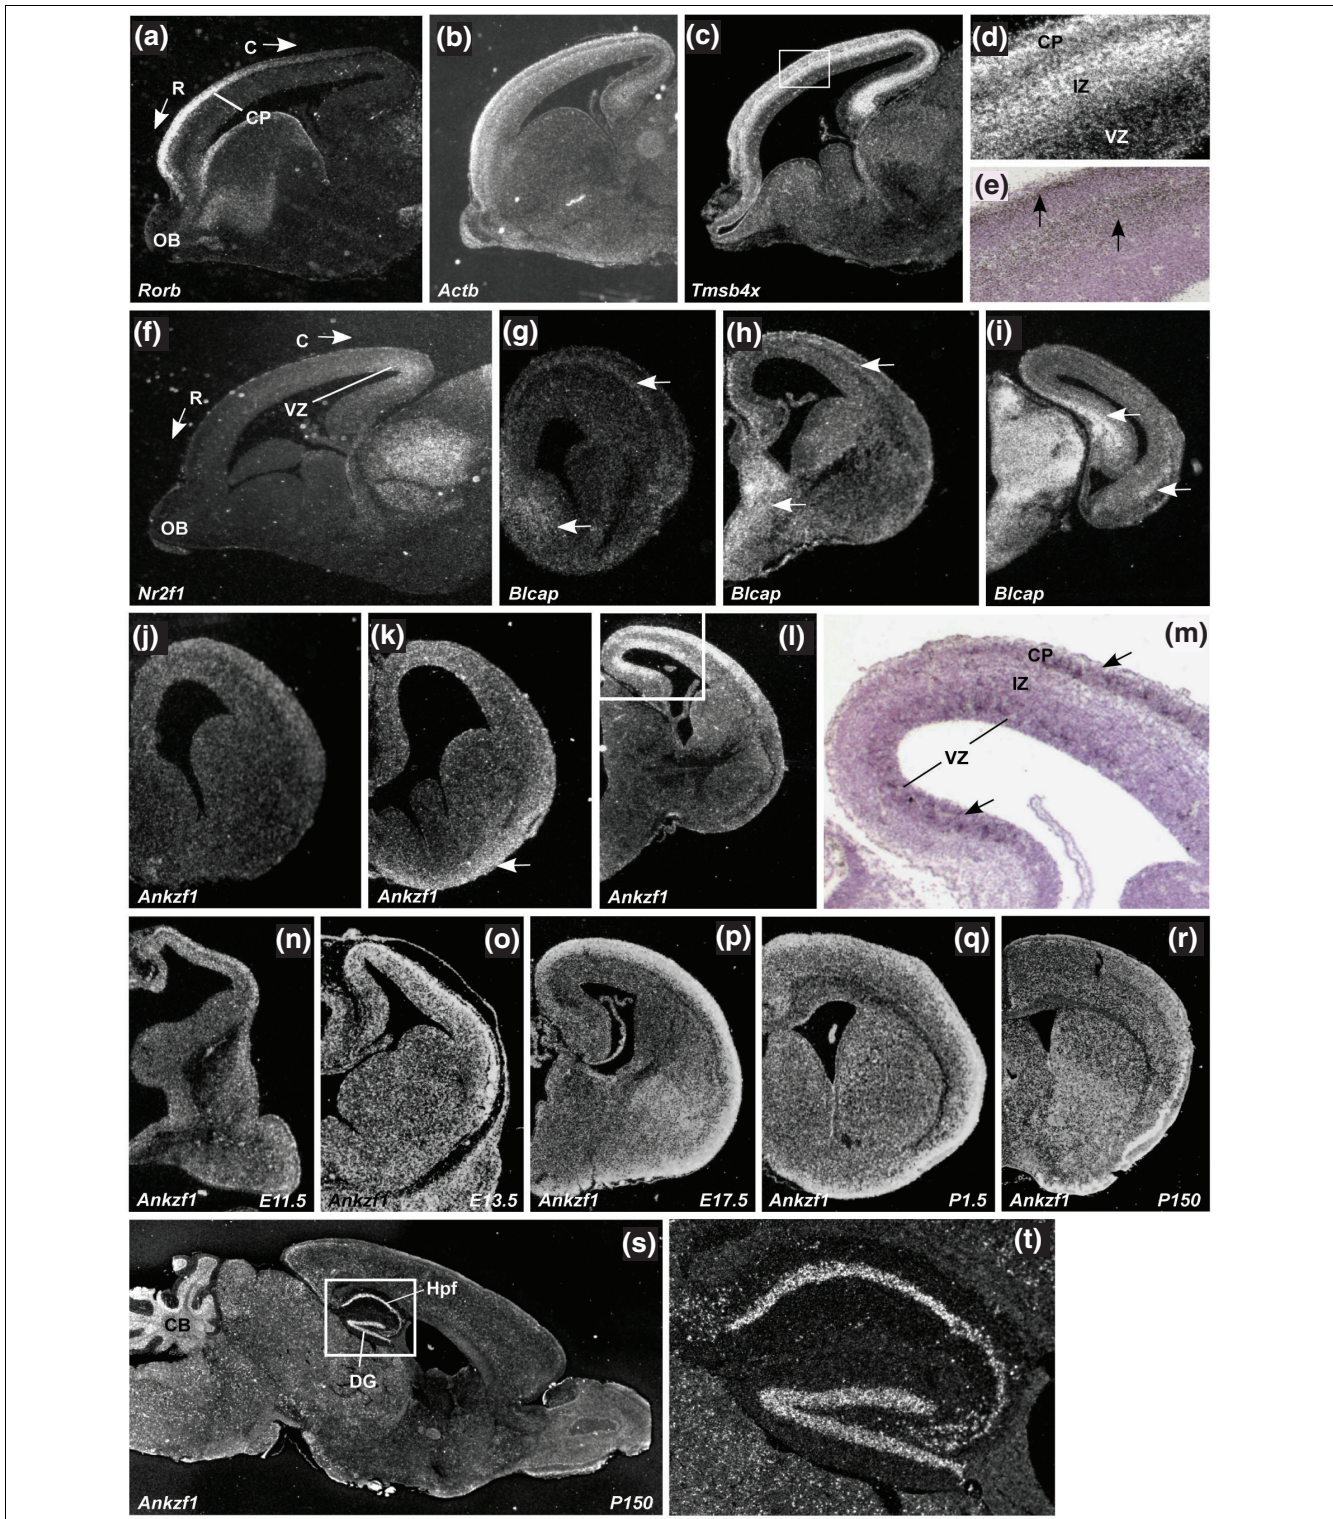 (a) (b) (c) (d)
C CP
R IZ
CP VZ
(e)
OB
Rorb Actb Tmsb4x
(f) (g) (h) (i)
C
R VZ
OB
Nr2f1 Blcap Blcap Blcap
(j) (k) (l) (m)
CP
IZ
VZ
Ankzf1 Ankzf1 Ankzf1
(n) (o) (p) (q) (r)
Ankzf1 E11.5 Ankzf1 E13.5 Ankzf1 E17.5 Ankzf1 P1.5 Ankzf1 P150
(s) (t)
Hpf
CB
DG
Ankzf1 P150